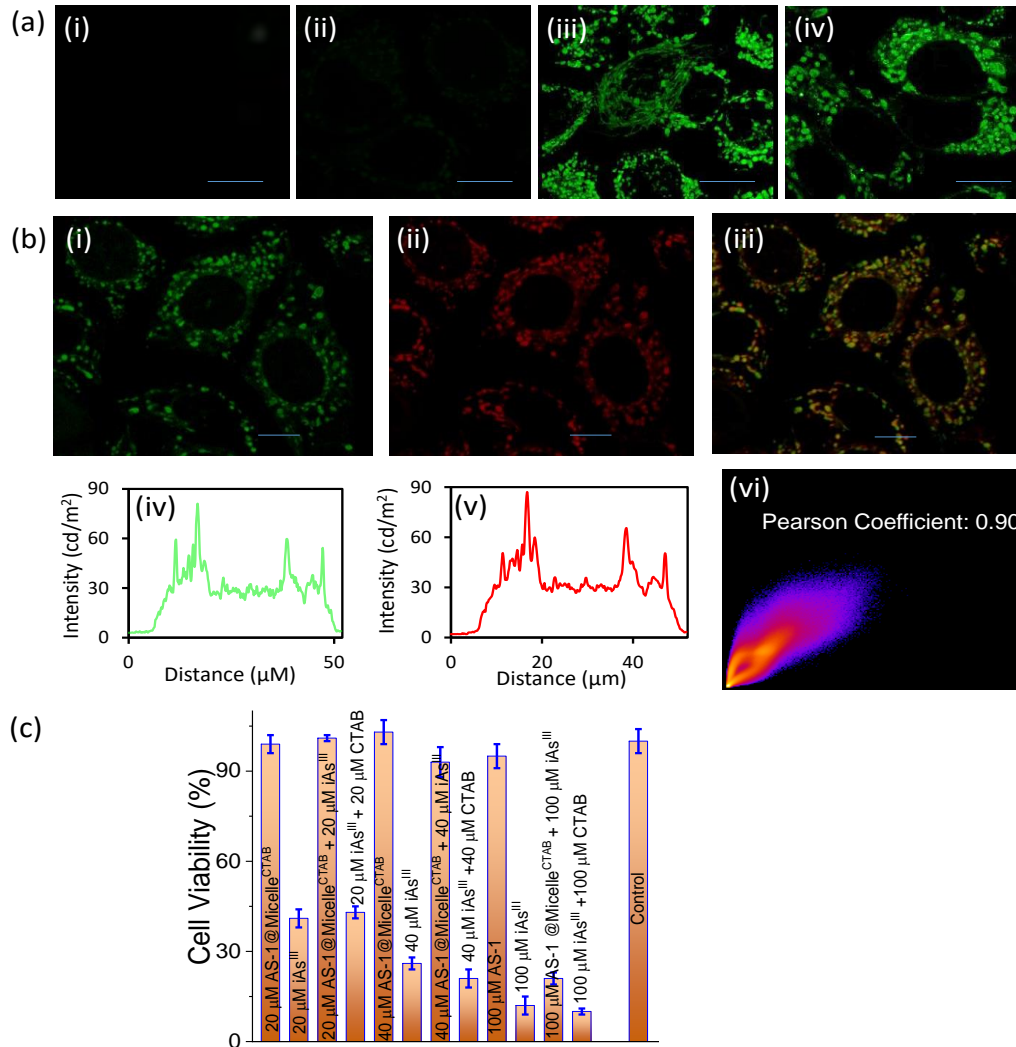 (a)
(i)
(ii)
(iii)
(iv)
(b)
(i)
(ii)
(iii)
Intensity (cd/m²)
90
60
30
0
(iv)
0
50
Distance (µM)
Intensity (cd/m²)
90
60
30
0
(v)
0
20
40
Distance (µm)
(vi)
Pearson Coefficient: 0.90
(c)
Cell Viability (%)
90
60
30
0
20 µM AS-1@Micelle^CTAB
20 µM iAs^III
20 µM AS-1@Micelle^CTAB + 20 µM iAs^III
20 µM iAs^III + 20 µM CTAB
40 µM AS-1@Micelle^CTAB
40 µM iAs^III
40 µM AS-1@Micelle^CTAB + 40 µM iAs^III
40 µM iAs^III +40 µM CTAB
100 µM AS-1
100 µM iAs^III
100 µM AS-1 @Micelle^CTAB + 100 µM iAs^III
100 µM iAs^III +100 µM CTAB
Control